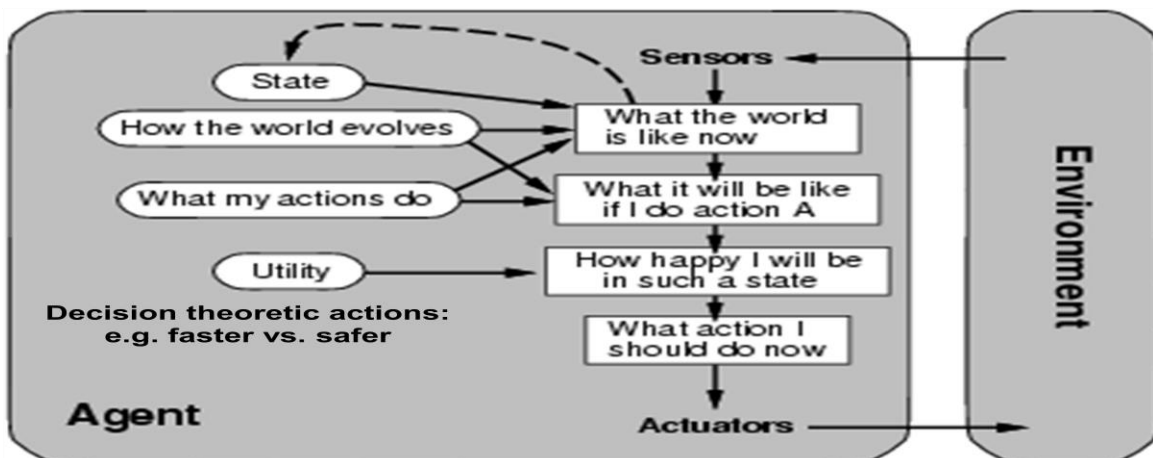 Sensors
State
What the world
is like now
How the world evolves
What my actions do
What it will be like
if I do action A
Utility
How happy I will be
in such a state
Decision theoretic actions:
e.g. faster vs. safer
What action I
should do now
Agent
Actuators
Environment